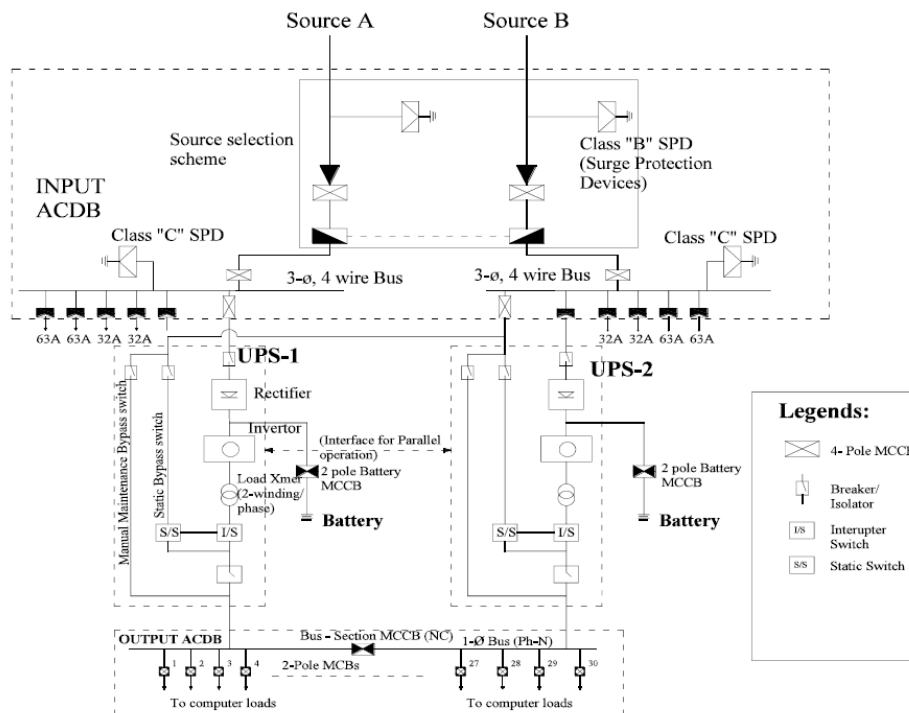 Source A
Source B
Source selection
scheme
Class "B" SPD
(Surge Protection
Devices)
INPUT
ACDB
Class "C" SPD
Class "C" SPD
3-ø, 4 wire Bus
3-ø, 4 wire Bus
63A
63A
32A
32A
32A
32A
63A
63A
UPS-1
UPS-2
Manual Maintenance Bypass switch
Static Bypass switch
Rectifier
Invertor
(Interface for Parallel
operation)
2 pole Battery
MCCB
2 pole Battery
MCCB
Load Xmer
(2-winding/
phase)
Battery
Battery
S/S
I/S
S/S
I/S
Legends:
4- Pole MCCB
Breaker/
Isolator
I/S
Interupter
Switch
S/S
Static Switch
OUTPUT ACDB
Bus - Section MCCB (NC)
1-Ø Bus (Ph-N)
1
2
3
4
2-Pole MCBs
27
28
29
30
To computer loads
To computer loads